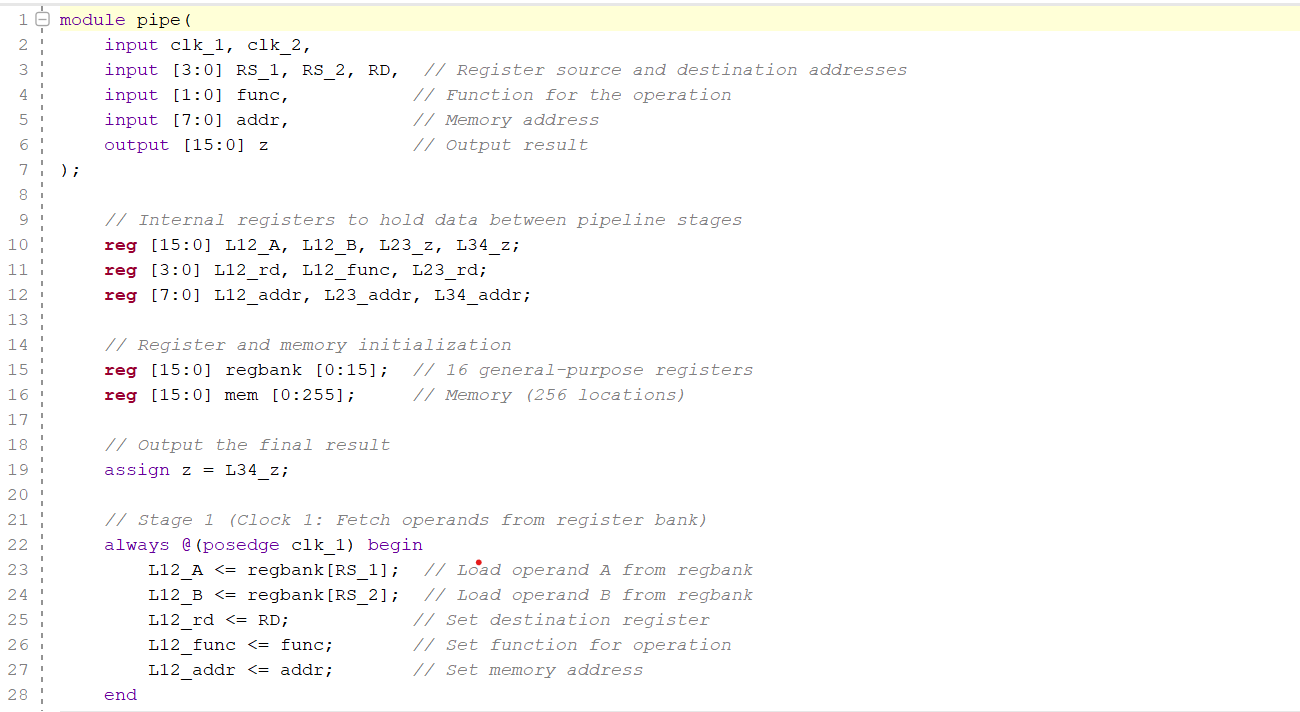 1 module pipe(
2     input clk_1, clk_2,
3     input [3:0] RS_1, RS_2, RD,  // Register source and destination addresses
4     input [1:0] func,           // Function for the operation
5     input [7:0] addr,           // Memory address
6     output [15:0] z             // Output result
7 );
8
9     // Internal registers to hold data between pipeline stages
10     reg [15:0] L12_A, L12_B, L23_z, L34_z;
11     reg [3:0] L12_rd, L12_func, L23_rd;
12     reg [7:0] L12_addr, L23_addr, L34_addr;
13
14     // Register and memory initialization
15     reg [15:0] regbank [0:15];  // 16 general-purpose registers
16     reg [15:0] mem [0:255];     // Memory (256 locations)
17
18     // Output the final result
19     assign z = L34_z;
20
21     // Stage 1 (Clock 1: Fetch operands from register bank)
22     always @(posedge clk_1) begin
23         L12_A <= regbank[RS_1];  // Load operand A from regbank
24         L12_B <= regbank[RS_2];  // Load operand B from regbank
25         L12_rd <= RD;           // Set destination register
26         L12_func <= func;       // Set function for operation
27         L12_addr <= addr;       // Set memory address
28     end